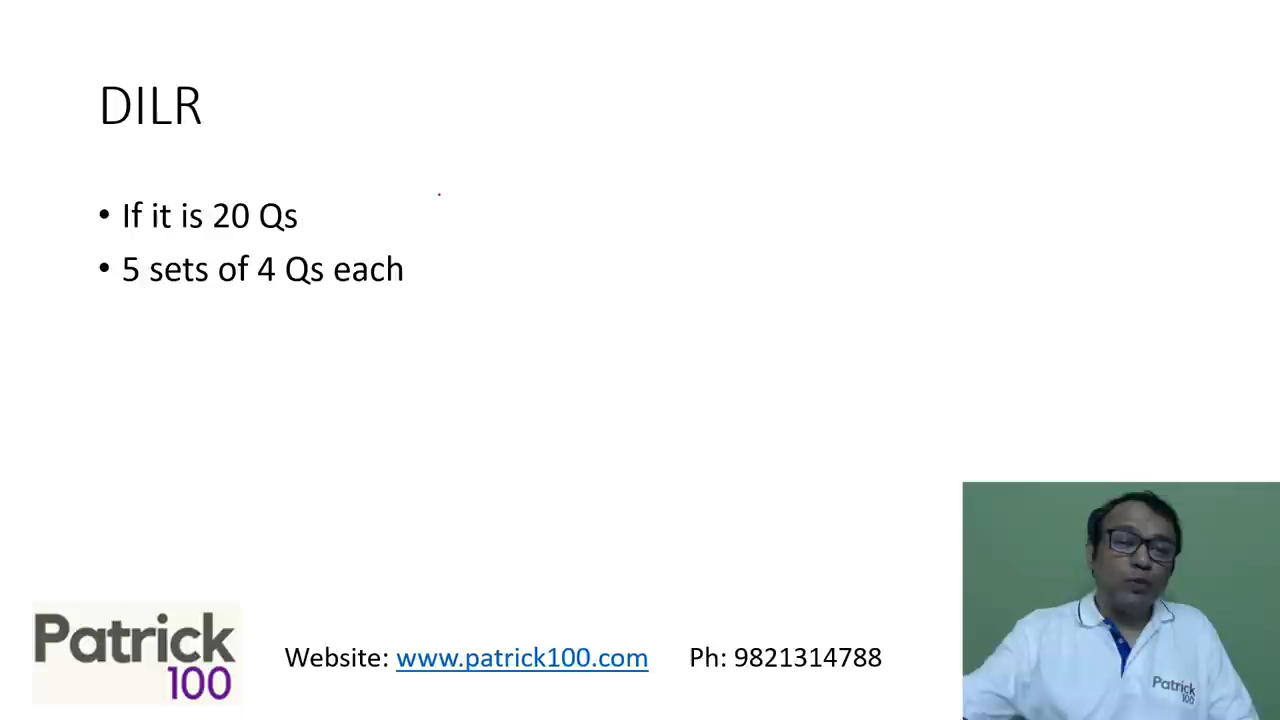 DILR
• If it is 20 Qs
• 5 sets of 4 Qs each
Patrick
100
Website: www.patrick100.com Ph: 9821314788
Patrick
100